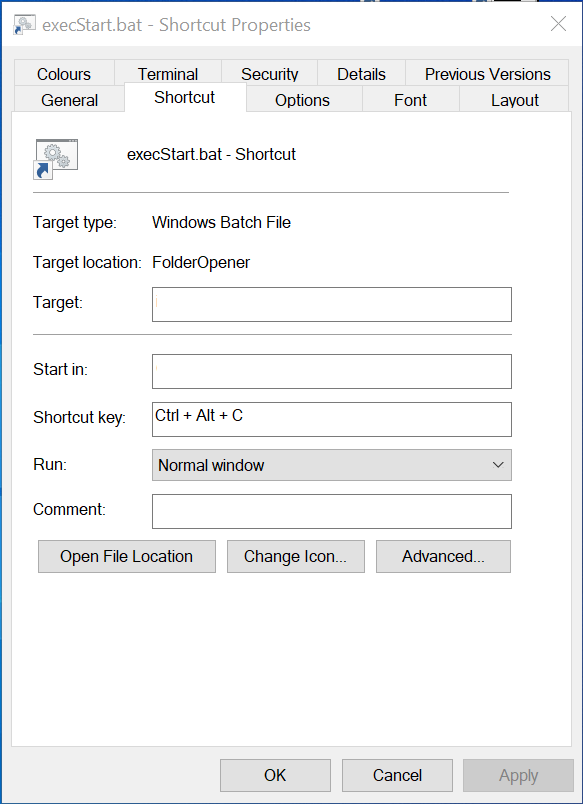 execStart.bat - Shortcut Properties
Colours Terminal Security Details Previous Versions
General Shortcut Options Font Layout
execStart.bat - Shortcut
Target type: Windows Batch File
Target location: FolderOpener
Target:
Start in:
Shortcut key: Ctrl + Alt + C
Run: Normal window
Comment:
Open File Location Change Icon... Advanced...
OK Cancel Apply